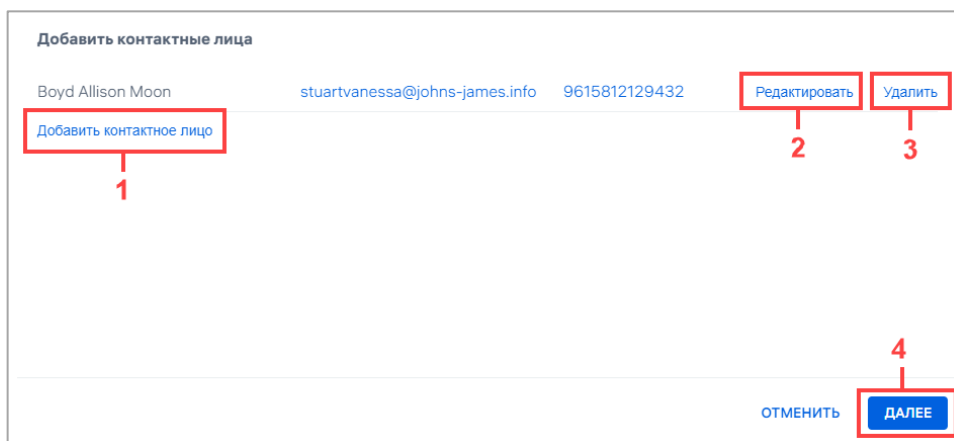 Добавить контактные лица
Boyd Allison Moon stuartvanessa@johns-james.info 9615812129432 Редактировать Удалить
Добавить контактное лицо
2
3
1
4
ОТМЕНИТЬ ДАЛЕЕ